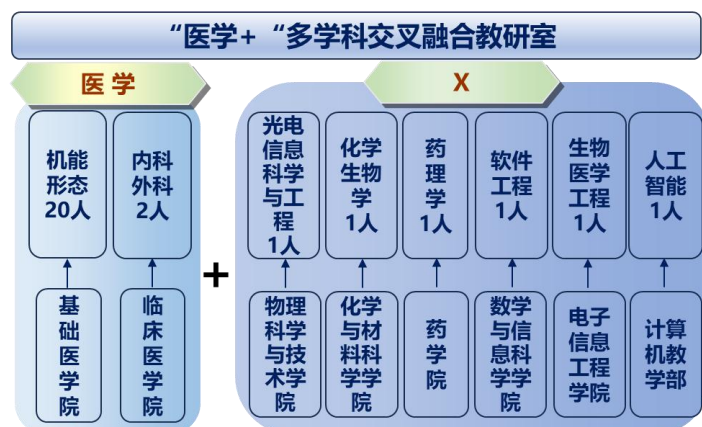 “医学+“多学科交叉融合教研室
医学
X
机能
形态
20人
内科
外科
2人
光电
信息
科学
与工
程
1人
化学
生物
学
1人
药
理
学
1人
软件
工程
1人
生物
医学
工程
1人
人工
智能
1人
+
基
础
医
学
院
临
床
医
学
院
物理
科学
与技
术学
院
化学
与材
料科
学学
院
药
学
院
数学
与信
息科
学学
院
电子
信息
工程
学院
计算
机教
学部